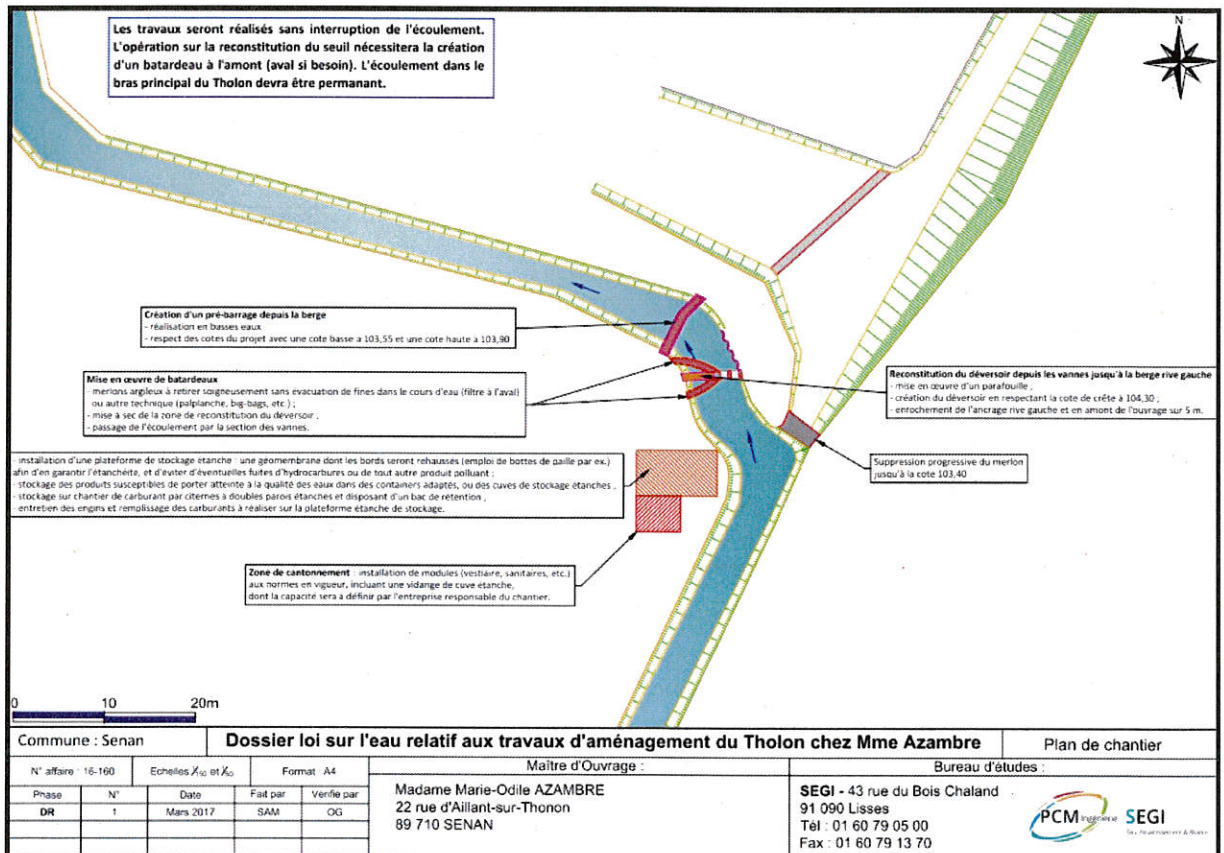 Les travaux seront réalisés sans interruption de l'écoulement.
L'opération sur la reconstitution du seuil nécessitera la création
d'un batardeau à l'amont (aval si besoin). L'écoulement dans le
bras principal du Tholon devra être permanant.
N
Création d'un pré-barrage depuis la berge
- réalisation en basses eaux
- respect des cotes du projet avec une cote basse a 103,55 et une cote haute a 103,90
Mise en œuvre de batardeaux
- merlons argileux à retirer soigneusement sans évacuation de fines dans le cours d'eau (filtre à l'aval)
ou autre technique (palplanche, big-bags, etc.) ;
- mise a sec de la zone de reconstitution du déversoir ;
- passage de l'écoulement par la section des vannes.
Reconstitution du déversoir depuis les vannes jusqu'à la berge rive gauche
- mise en œuvre d'un parafouille ;
- création du déversoir en respectant la cote de crête à 104,30 ;
- enrochement de l'ancrage rive gauche et en amont de l'ouvrage sur 5 m.
- installation d'une plateforme de stockage étanche : une géomembrane dont les bords seront rehaussés (emploi de bottes de paille par ex.)
afin d'en garantir l'étanchéité, et d'éviter d'éventuelles fuites d'hydrocarbures ou de tout autre produit polluant ;
- stockage des produits susceptibles de porter atteinte à la qualité des eaux dans des containers adaptés, ou des cuves de stockage étanches ;
- stockage sur chantier de carburant par citernes à doubles parois étanches et disposant d'un bac de rétention ;
- entretien des engins et remplissage des carburants à réaliser sur la plateforme étanche de stockage.
Suppression progressive du merlon
jusqu'à la cote 103,40
Zone de cantonnement : installation de modules (vestiaire, sanitaires, etc.)
aux normes en vigueur, incluant une vidange de cuve étanche,
dont la capacité sera a définir par l'entreprise responsable du chantier.
0 10 20m
Commune : Senan
Dossier loi sur l'eau relatif aux travaux d'aménagement du Tholon chez Mme Azambre
Plan de chantier
N° affaire : 16-160
Echelles et
Format : A4
Phase N° Date Fait par Verifie par
DR 1 Mars 2017 SAM OG
Maître d'Ouvrage :
Madame Marie-Odile AZAMBRE
22 rue d'Aillant-sur-Thonon
89 710 SENAN
Bureau d'études :
SEGI - 43 rue du Bois Chaland
91 090 Lisses
Tél : 01 60 79 05 00
Fax : 01 60 79 13 70
PCM Ingénierie SEGI